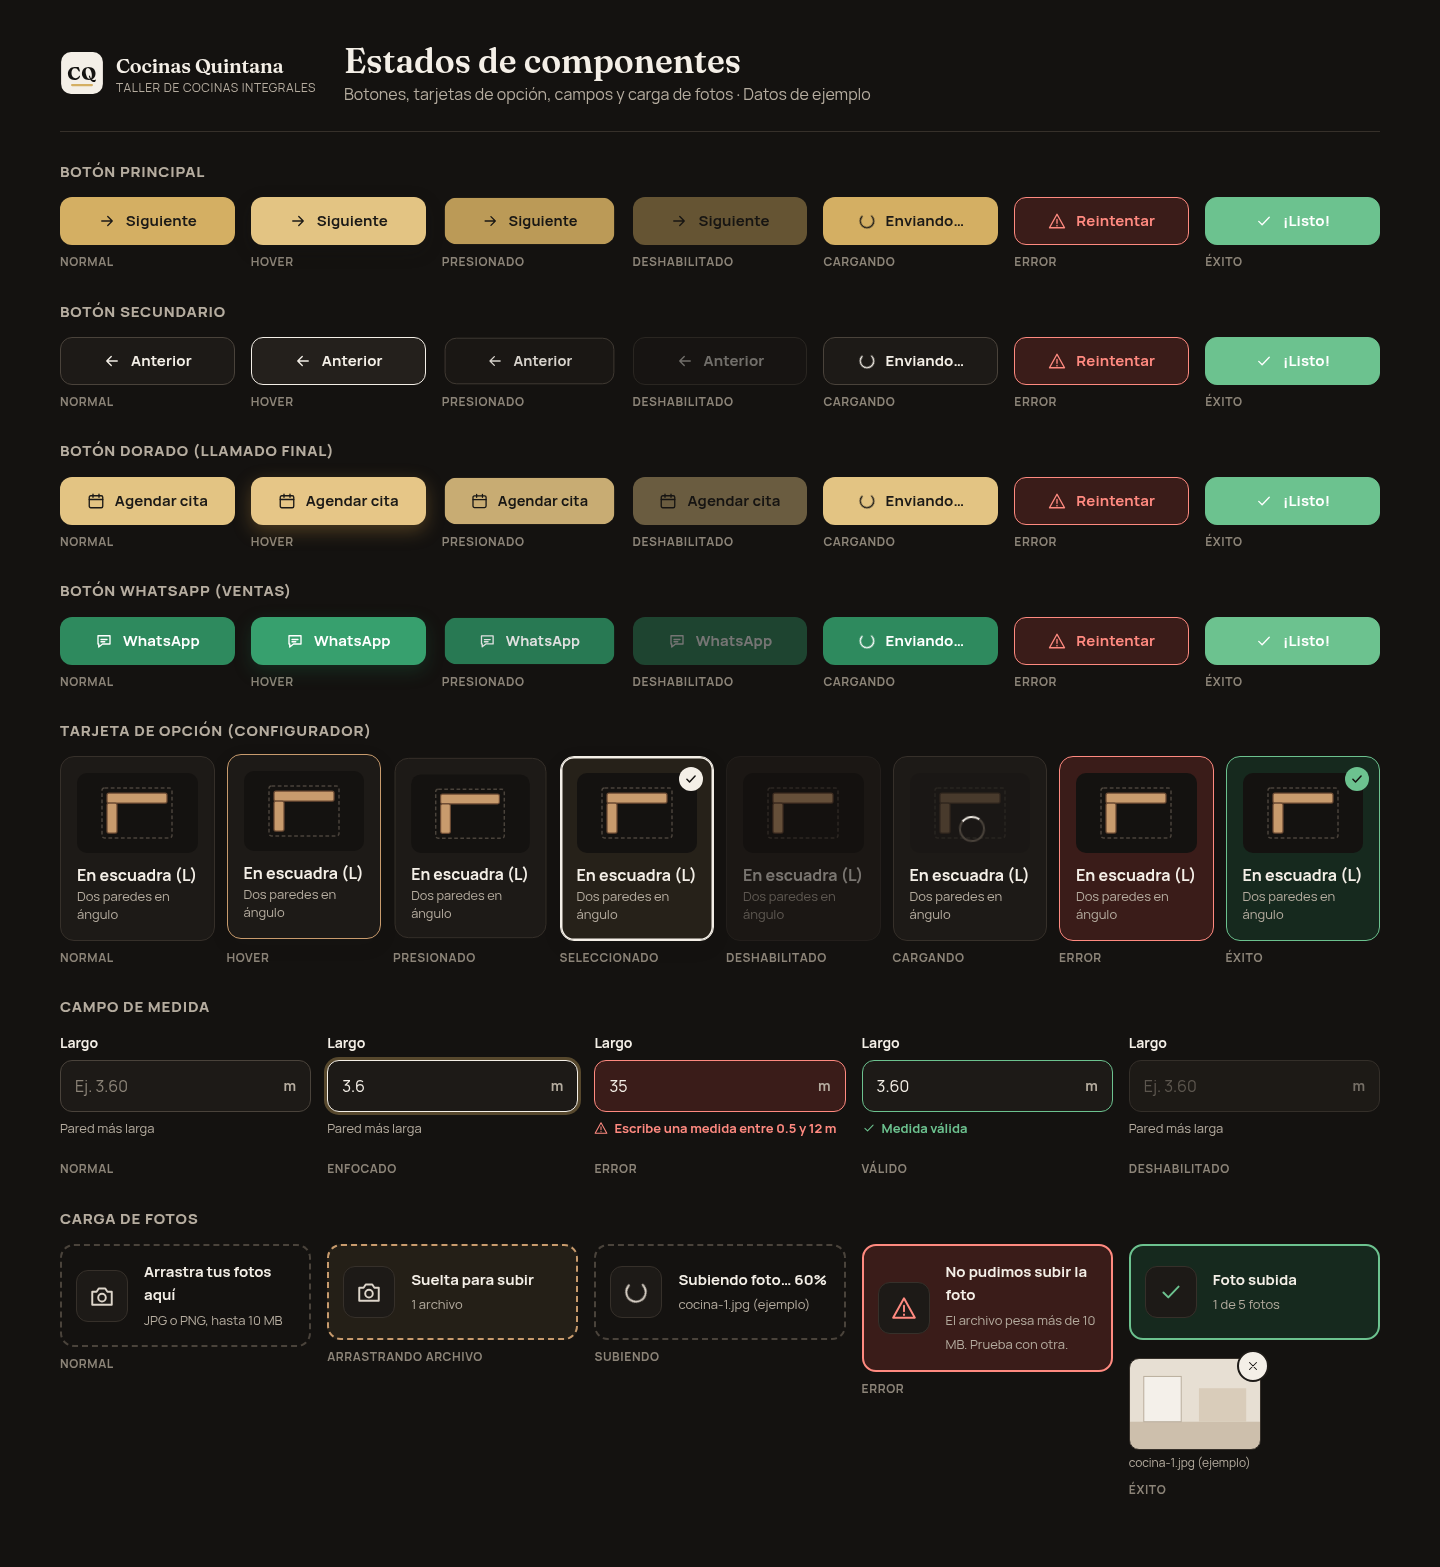 CQ
Cocinas Quintana
TALLER DE COCINAS INTEGRALES
Estados de componentes
Botones, tarjetas de opción, campos y carga de fotos · Datos de ejemplo
BOTÓN PRINCIPAL
Siguiente Siguiente Siguiente Siguiente Enviando… Reintentar ¡Listo!
NORMAL HOVER PRESIONADO DESHABILITADO CARGANDO ERROR ÉXITO
BOTÓN SECUNDARIO
Anterior Anterior Anterior Anterior Enviando… Reintentar ¡Listo!
NORMAL HOVER PRESIONADO DESHABILITADO CARGANDO ERROR ÉXITO
BOTÓN DORADO (LLAMADO FINAL)
Agendar cita Agendar cita Agendar cita Agendar cita Enviando… Reintentar ¡Listo!
NORMAL HOVER PRESIONADO DESHABILITADO CARGANDO ERROR ÉXITO
BOTÓN WHATSAPP (VENTAS)
WhatsApp WhatsApp WhatsApp WhatsApp Enviando… Reintentar ¡Listo!
NORMAL HOVER PRESIONADO DESHABILITADO CARGANDO ERROR ÉXITO
TARJETA DE OPCIÓN (CONFIGURADOR)
En escuadra (L) En escuadra (L) En escuadra (L) En escuadra (L) En escuadra (L) En escuadra (L) En escuadra (L) En escuadra (L)
Dos paredes en Dos paredes en Dos paredes en Dos paredes en Dos paredes en Dos paredes en Dos paredes en Dos paredes en
ángulo ángulo ángulo ángulo ángulo ángulo ángulo ángulo
NORMAL HOVER PRESIONADO SELECCIONADO DESHABILITADO CARGANDO ERROR ÉXITO
CAMPO DE MEDIDA
Largo Largo Largo Largo Largo
Ej. 3.60 m 3.6 m 35 m 3.60 m Ej. 3.60 m
Pared más larga Pared más larga Escribe una medida entre 0.5 y 12 m Medida válida Pared más larga
NORMAL ENFOCADO ERROR VÁLIDO DESHABILITADO
CARGA DE FOTOS
Arrastra tus fotos
aquí
JPG o PNG, hasta 10 MB
NORMAL
Suelta para subir
1 archivo
ARRASTRANDO ARCHIVO
Subiendo foto… 60%
cocina-1.jpg (ejemplo)
SUBIENDO
No pudimos subir la
foto
El archivo pesa más de 10
MB. Prueba con otra.
ERROR
Foto subida
1 de 5 fotos
cocina-1.jpg (ejemplo)
ÉXITO